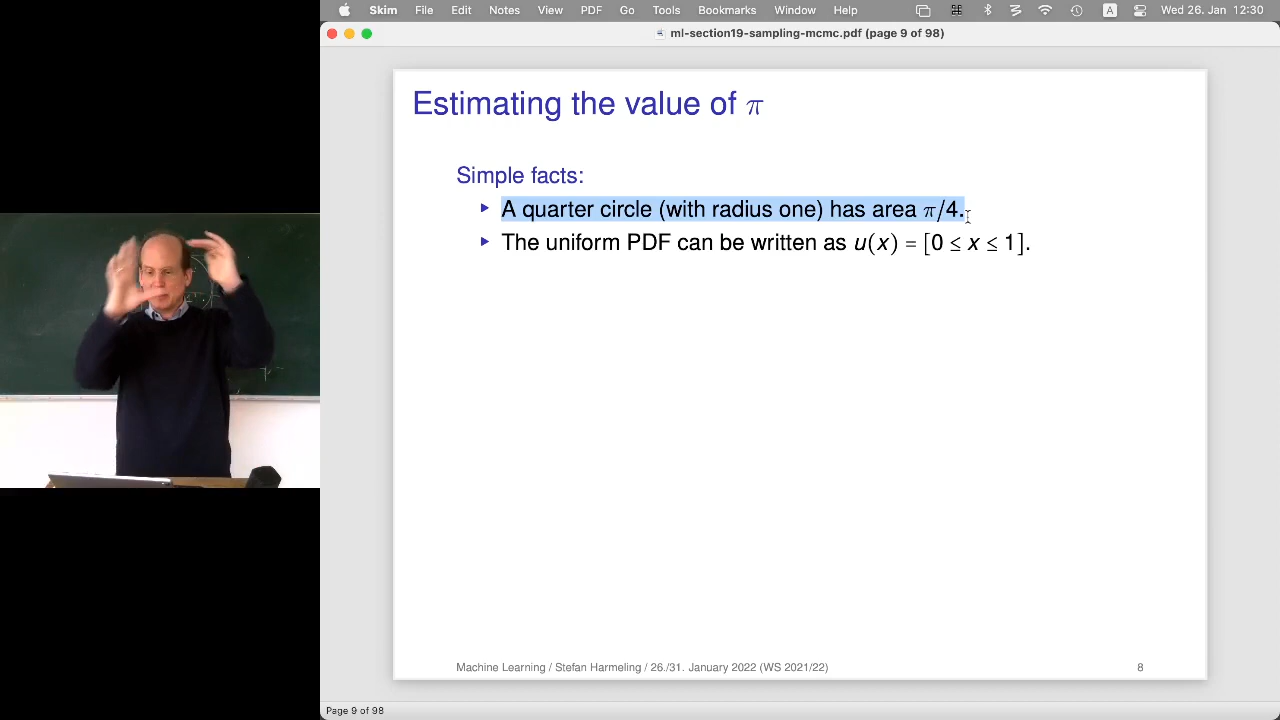 Skim File Edit Notes View PDF Go Tools Bookmarks Window Help A Wed 26. Jan 12:30
ml-section19-sampling-mcmc.pdf (page 9 of 98)
Estimating the value of π
Simple facts:
▸ A quarter circle (with radius one) has area π/4.
▸ The uniform PDF can be written as u(x) = [0 ≤ x ≤ 1].
Machine Learning / Stefan Harmeling / 26./31. January 2022 (WS 2021/22) 8
Page 9 of 98